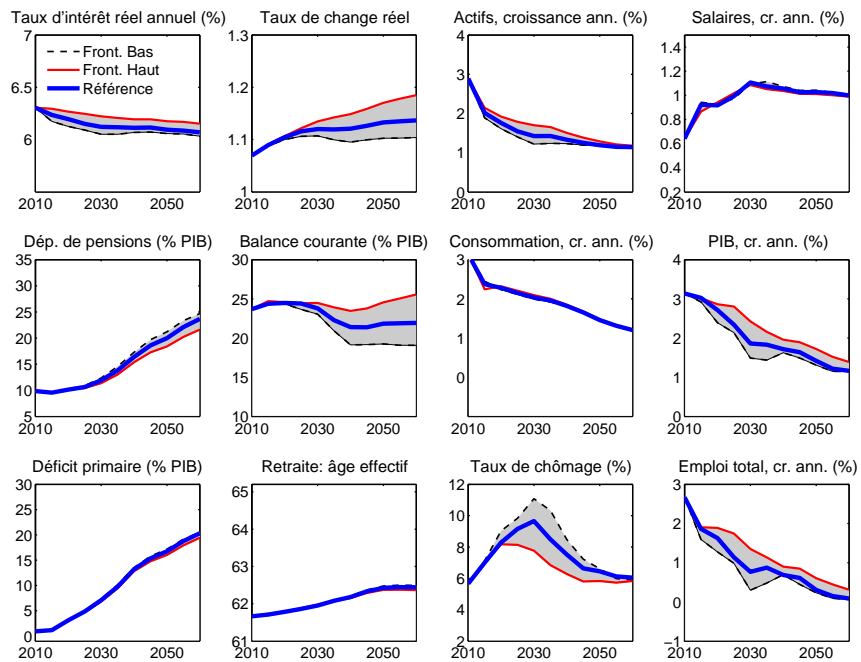 Taux d'intérêt réel annuel (%)
7
6.5
6
2010 2030 2050
Front. Bas
Front. Haut
Référence
Taux de change réel
1.3
1.2
1.1
1
2010 2030 2050
Actifs, croissance ann. (%)
4
3
2
1
0
2010 2030 2050
Salaires, cr. ann. (%)
1.4
1.2
1
0.8
0.6
0.4
0.2
2010 2030 2050
Dép. de pensions (% PIB)
35
30
25
20
15
10
5
2010 2030 2050
Balance courante (% PIB)
30
25
20
15
10
2010 2030 2050
Consommation, cr. ann. (%)
3
2
1
0
2010 2030 2050
PIB, cr. ann. (%)
4
3
2
1
0
2010 2030 2050
Déficit primaire (% PIB)
30
25
20
15
10
5
0
2010 2030 2050
Retraite: âge effectif
65
64
63
62
61
2010 2030 2050
Taux de chômage (%)
12
10
8
6
4
2
2010 2030 2050
Emploi total, cr. ann. (%)
3
2
1
0
−1
2010 2030 2050